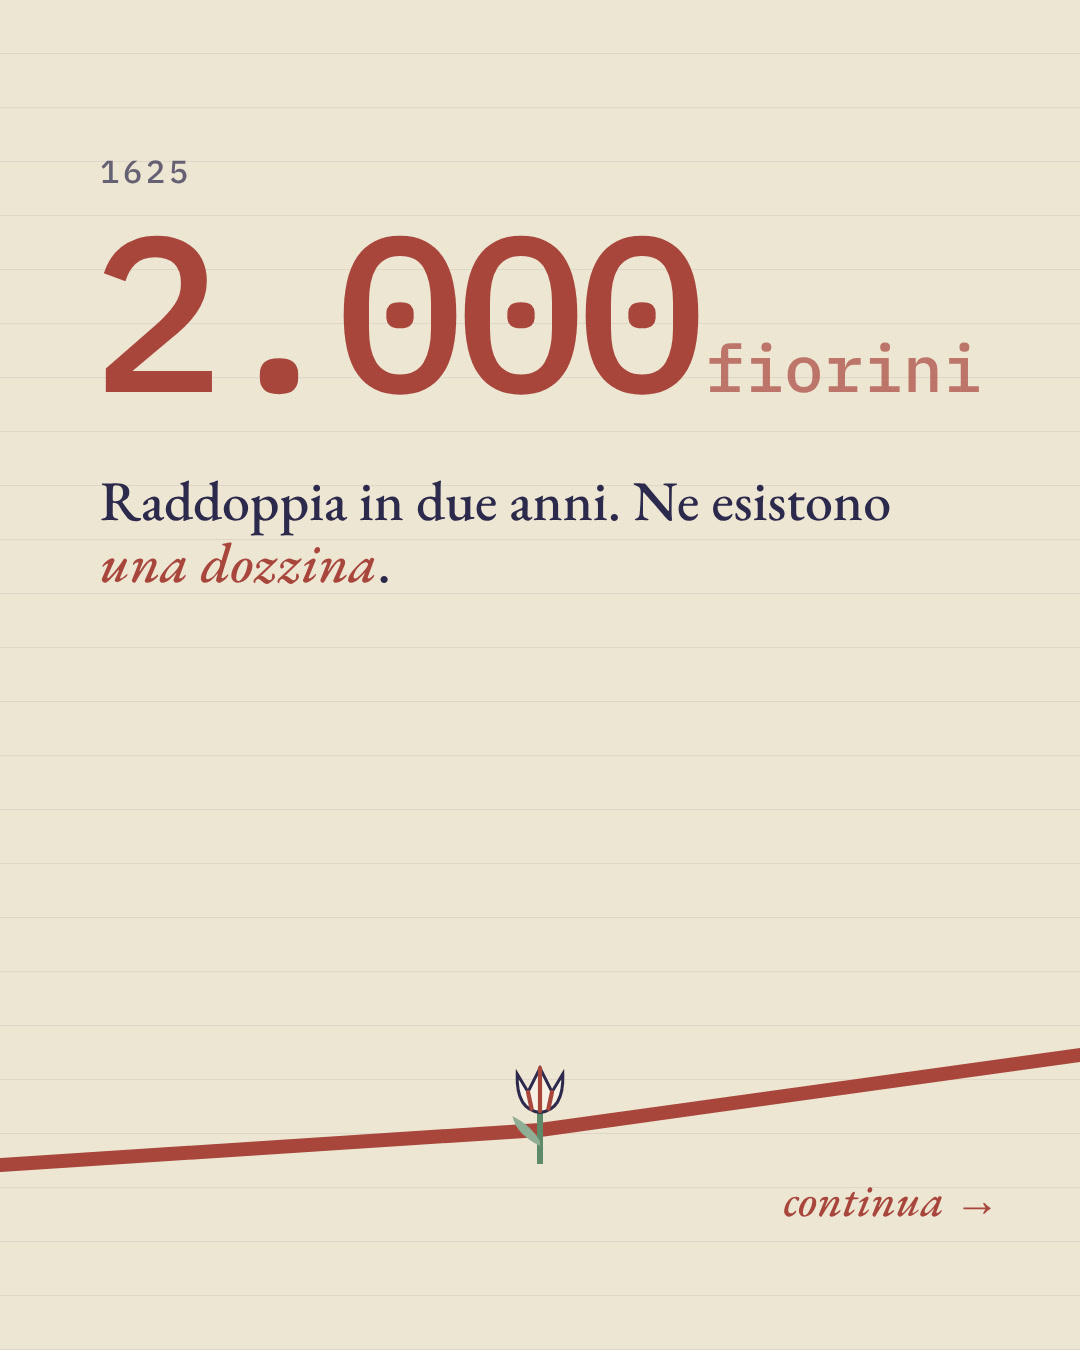 1625
2.000 fiorini
Raddoppia in due anni. Ne esistono
una dozzina.
continua →